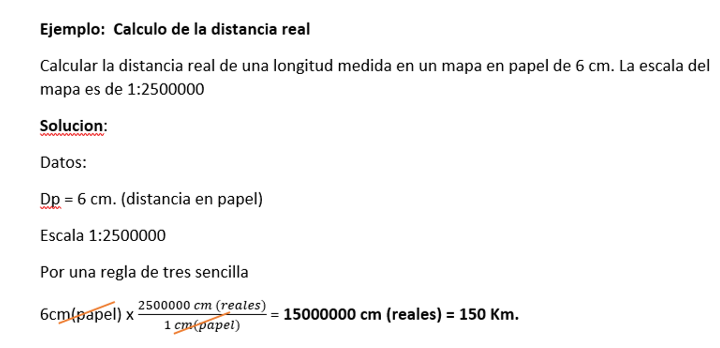 Ejemplo:  Calculo de la distancia real
Calcular la distancia real de una longitud medida en un mapa en papel de 6 cm. La escala del
mapa es de 1:2500000
Solucion:
Datos:
Dp = 6 cm. (distancia en papel)
Escala 1:2500000
Por una regla de tres sencilla
6cm(papel) x 2500000 cm (reales) / 1 cm(papel) = 15000000 cm (reales) = 150 Km.